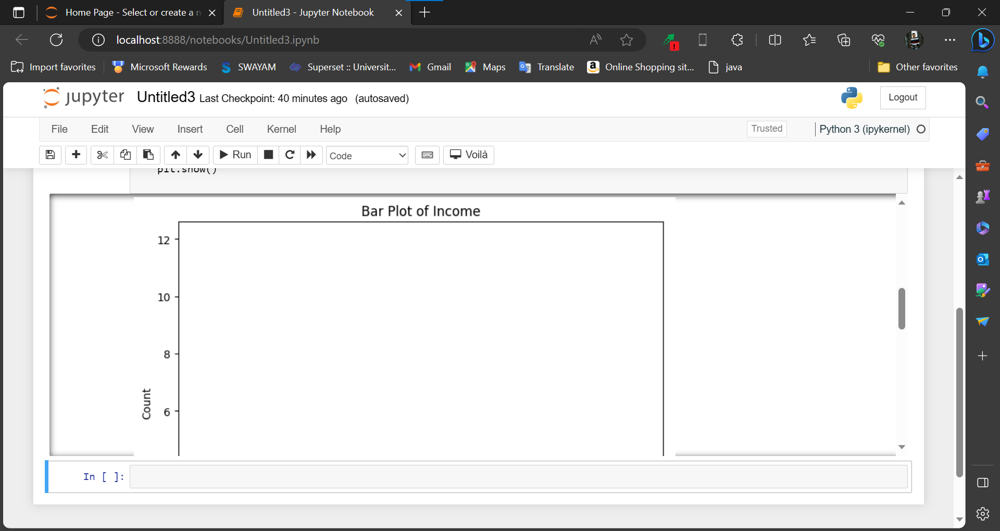 Home Page - Select or create a n
Untitled3 - Jupyter Notebook
localhost:8888/notebooks/Untitled3.ipynb
Import favorites
Microsoft Rewards
SWAYAM
Superset :: Universit...
Gmail
Maps
Translate
Online Shopping sit...
java
Other favorites
jupyter Untitled3 Last Checkpoint: 40 minutes ago (autosaved)
Logout
File Edit View Insert Cell Kernel Help
Trusted
Python 3 (ipykernel)
Run
Code
Voilà
plt.show()
Bar Plot of Income
12
10
8
6
Count
In [ ]: